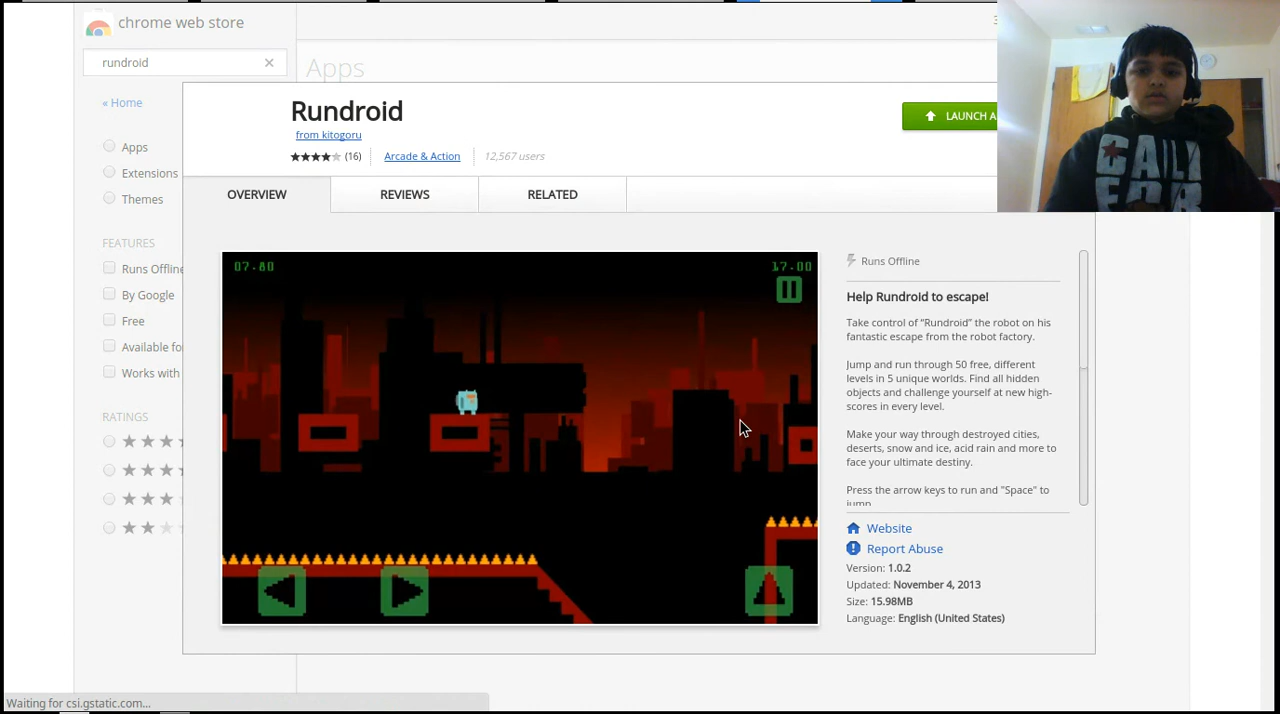 chrome web store
rundroid
Apps
« Home
Apps
Extensions
Themes
FEATURES
Runs Offline
By Google
Free
Available fo
Works with
RATINGS
Rundroid
from kitogoru
(16)
Arcade & Action
12,567 users
LAUNCH A
OVERVIEW
REVIEWS
RELATED
07.80
17.00
Runs Offline
Help Rundroid to escape!
Take control of “Rundroid” the robot on his
fantastic escape from the robot factory.
Jump and run through 50 free, different
levels in 5 unique worlds. Find all hidden
objects and challenge yourself at new high-
scores in every level.
Make your way through destroyed cities,
deserts, snow and ice, acid rain and more to
face your ultimate destiny.
Press the arrow keys to run and "Space" to
jump
Website
Report Abuse
Version: 1.0.2
Updated: November 4, 2013
Size: 15.98MB
Language: English (United States)
Waiting for csi.gstatic.com...